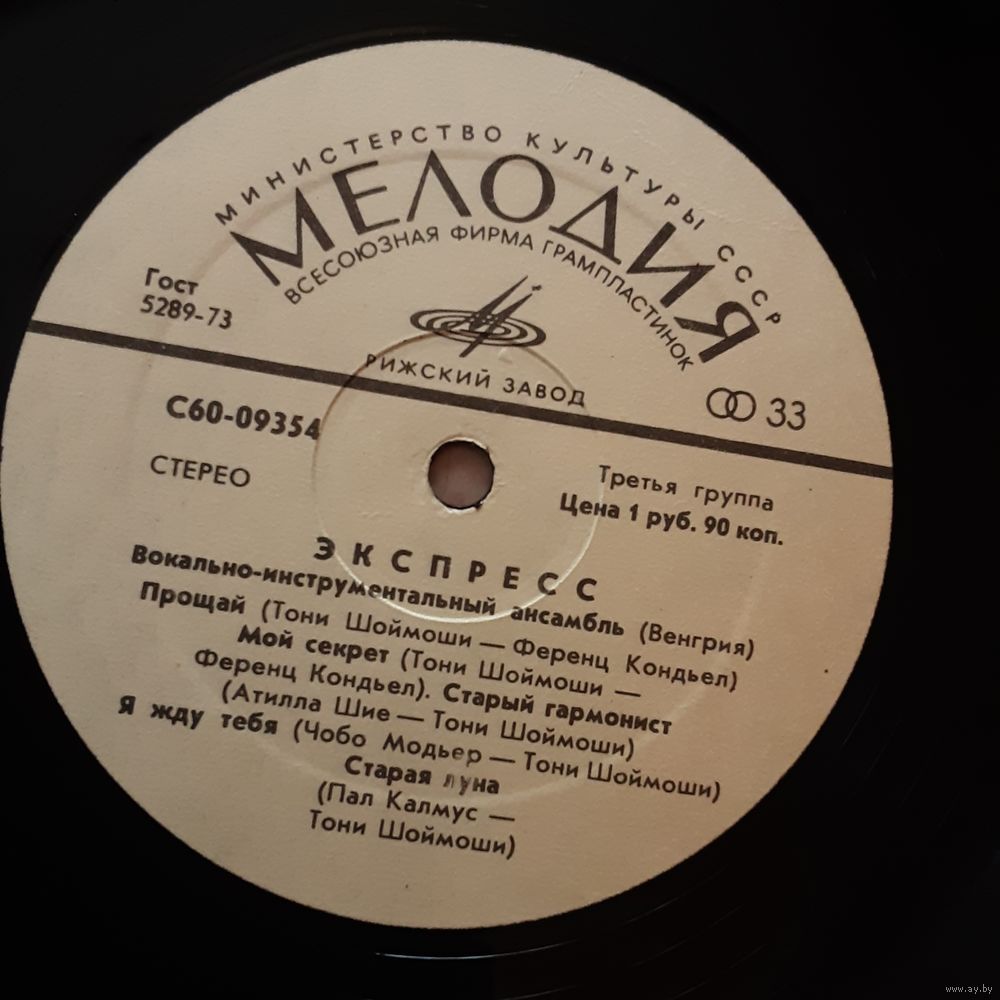 МИНИСТЕРСТВО КУЛЬТУРЫ СССР
МЕЛОДИЯ
ВСЕСОЮЗНАЯ ФИРМА ГРАМПЛАСТИНОК
Гост
5289-73
РИЖСКИЙ ЗАВОД
33
С60-09354
СТЕРЕО
Третья группа
Цена 1 руб. 90 коп.
ЭКСПРЕСС
Вокально-инструментальный ансамбль (Венгрия)
Прощай (Тони Шоймоши — Ференц Кондьел)
Мой секрет (Тони Шоймоши —
Ференц Кондьел). Старый гармонист
(Атилла Шие — Тони Шоймоши)
Я жду тебя (Чобо Модьер — Тони Шоймоши)
Старая луна
(Пал Калмус —
Тони Шоймоши)
www.ay.by